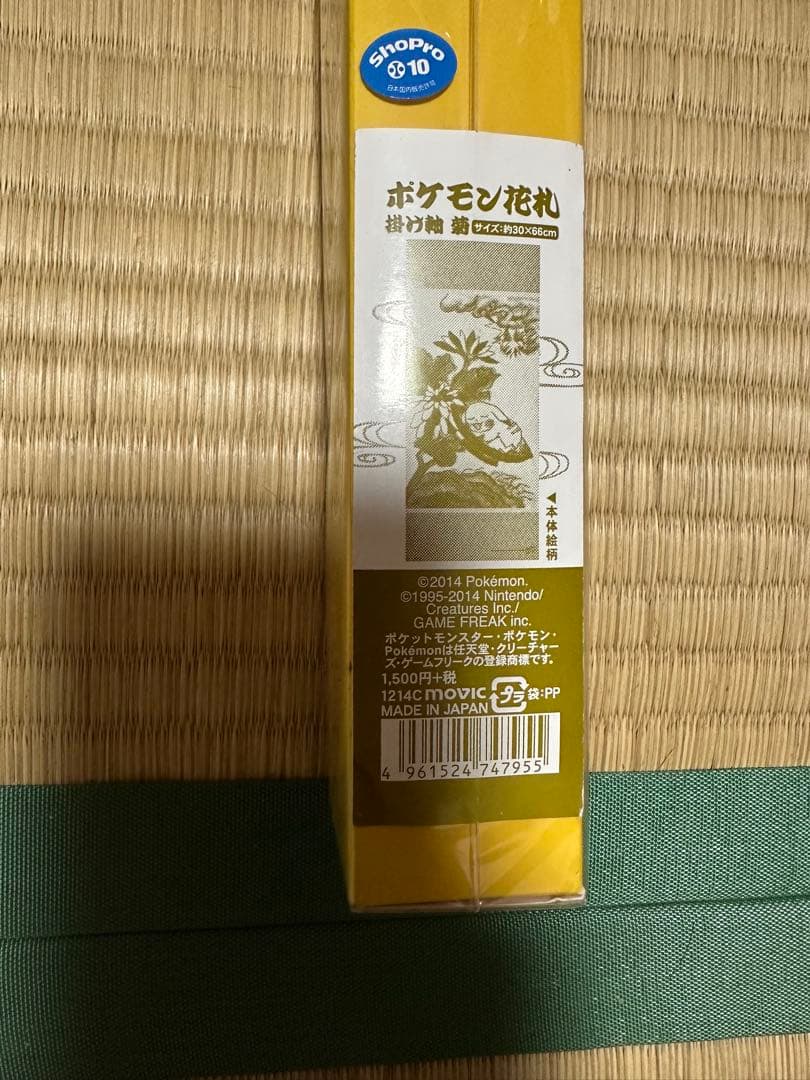 ShoPro
10
日本国内販売許可
ポケモン花札
掛け軸 菊 サイズ:約30×66cm
◀本体絵柄
©2014 Pokémon.
©1995-2014 Nintendo/
Creatures Inc./
GAME FREAK inc.
ポケットモンスター・ポケモン・
Pokémonは任天堂・クリーチャー
ズ・ゲームフリークの登録商標です。
1,500円+税
1214C movic プラ 袋:PP
MADE IN JAPAN
4 961524 747955